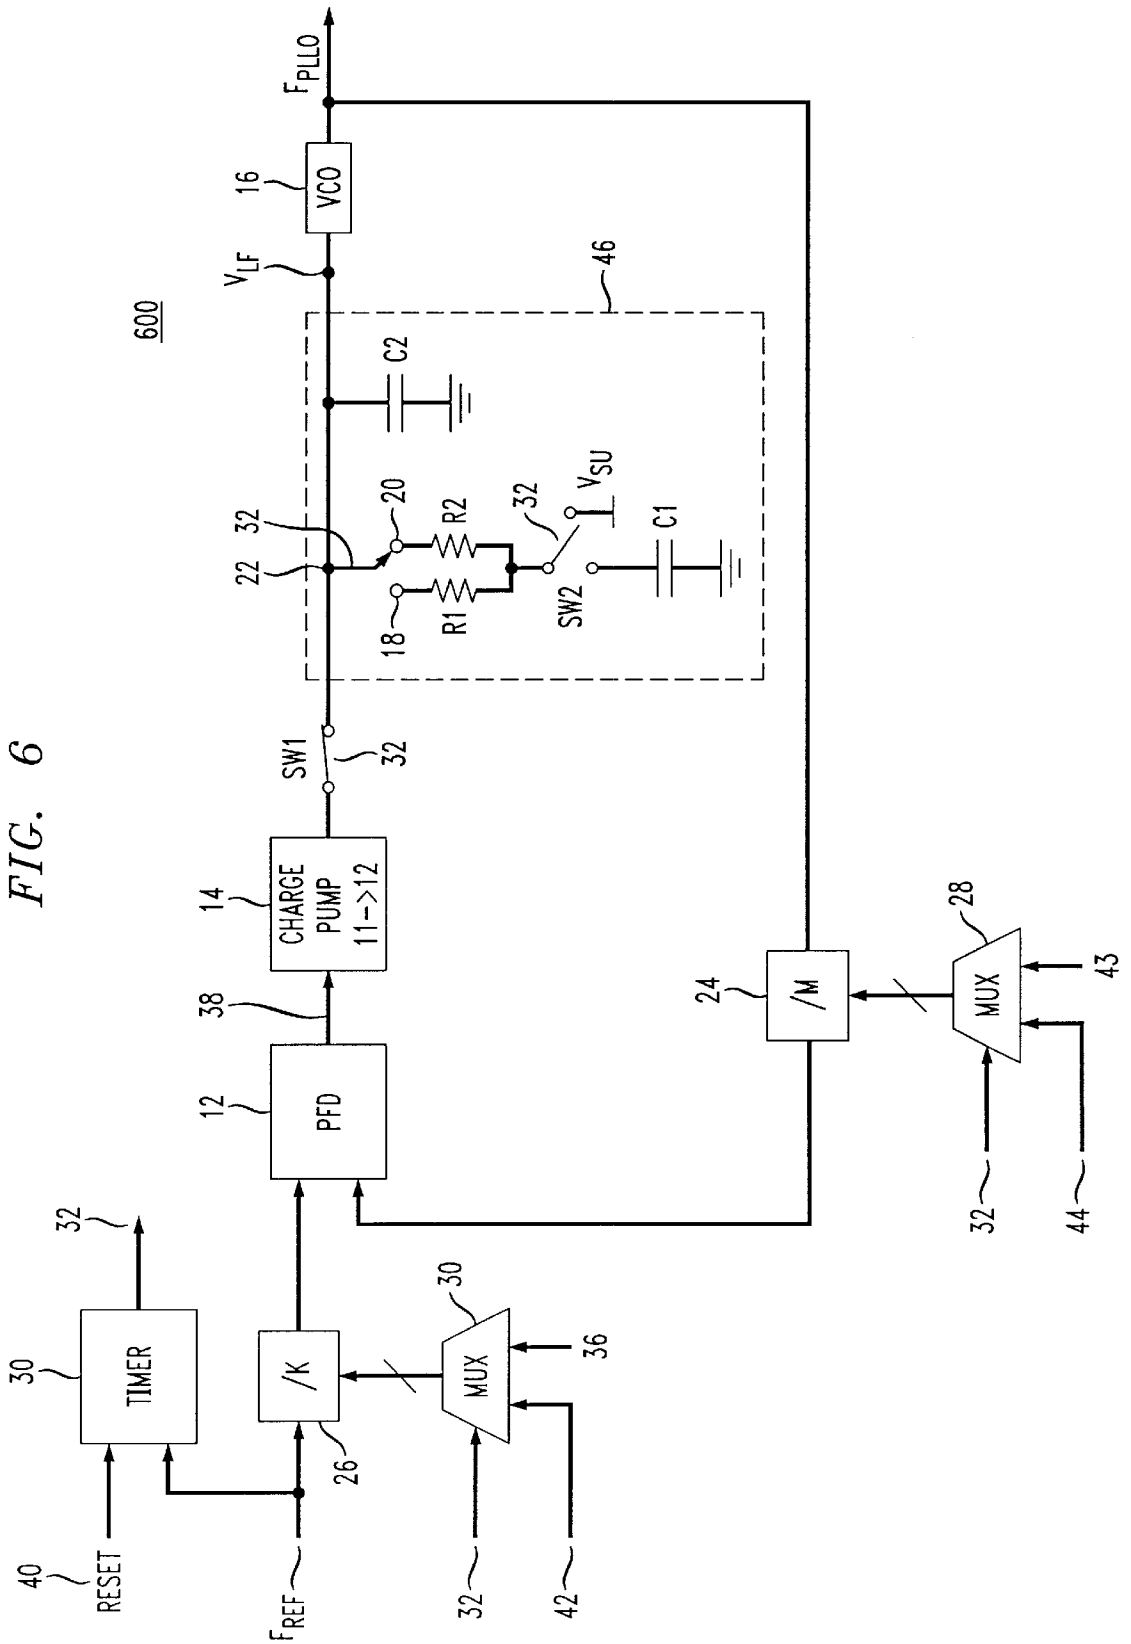 FIG. 6
600
40
RESET
30
TIMER
32
F_REF
26
/K
30
MUX
32
42
36
12
PFD
38
14
CHARGE
PUMP
11->12
SW1
32
22
32
18
20
R1
R2
SW2
32
V_SU
C1
C2
46
V_LF
16
VCO
F_PLLO
24
/M
28
MUX
32
44
43